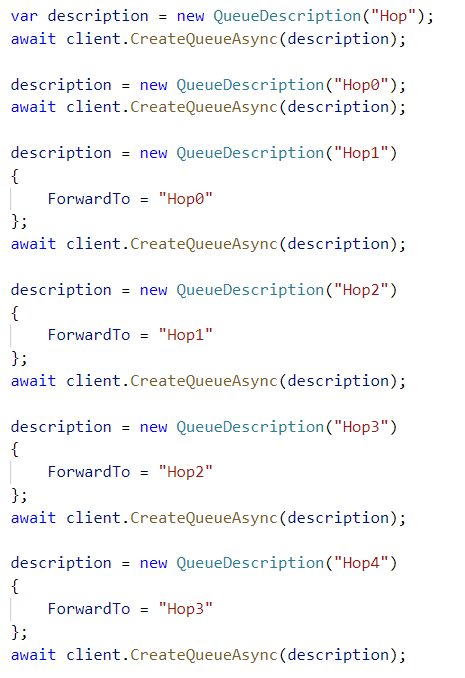 var description = new QueueDescription("Hop");
await client.CreateQueueAsync(description);

description = new QueueDescription("Hop0");
await client.CreateQueueAsync(description);

description = new QueueDescription("Hop1")
{
    ForwardTo = "Hop0"
};
await client.CreateQueueAsync(description);

description = new QueueDescription("Hop2")
{
    ForwardTo = "Hop1"
};
await client.CreateQueueAsync(description);

description = new QueueDescription("Hop3")
{
    ForwardTo = "Hop2"
};
await client.CreateQueueAsync(description);

description = new QueueDescription("Hop4")
{
    ForwardTo = "Hop3"
};
await client.CreateQueueAsync(description);